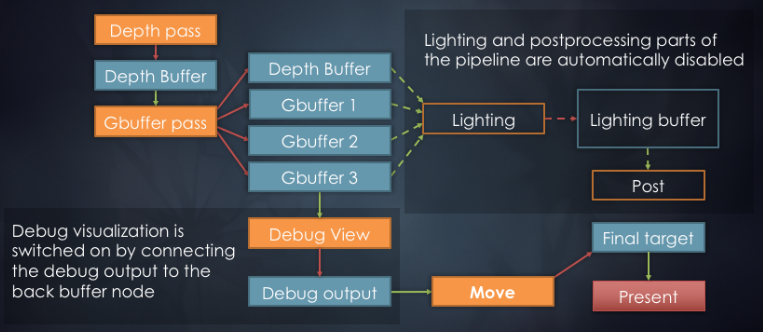 Depth pass
Depth Buffer
Gbuffer pass
Depth Buffer
Gbuffer 1
Gbuffer 2
Gbuffer 3
Lighting and postprocessing parts of
the pipeline are automatically disabled
Lighting
Lighting buffer
Post
Debug visualization is
switched on by connecting
the debug output to the
back buffer node
Debug View
Debug output
Move
Final target
Present